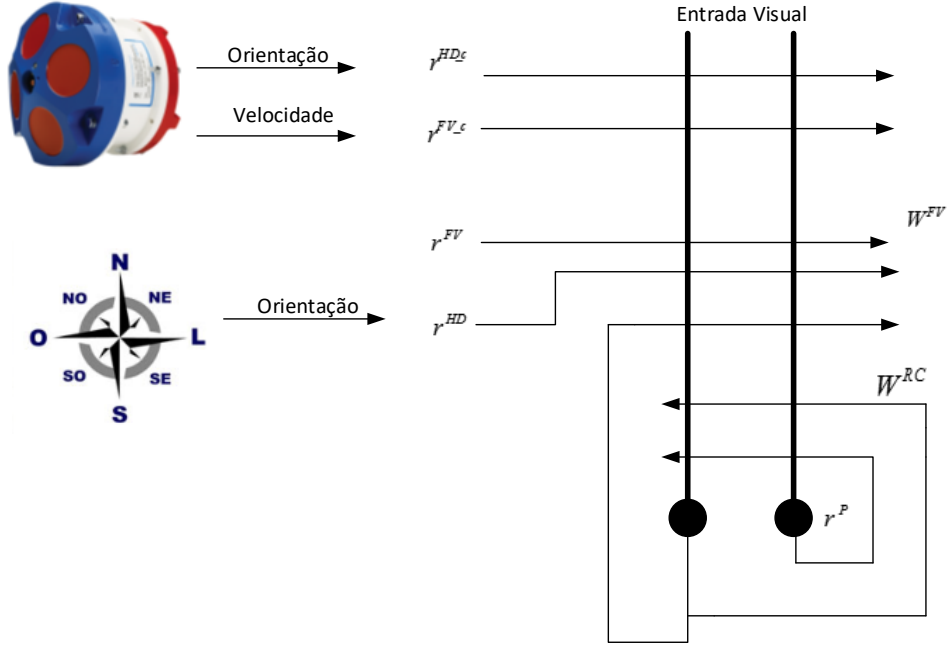 Entrada Visual
Orientação
r^{HD_c}
Velocidade
r^{FV_c}
W^{FV}
r^{FV}
N
NO NE
Orientação
r^{HD}
O L
SO SE
W^{RC}
S
r^{P}